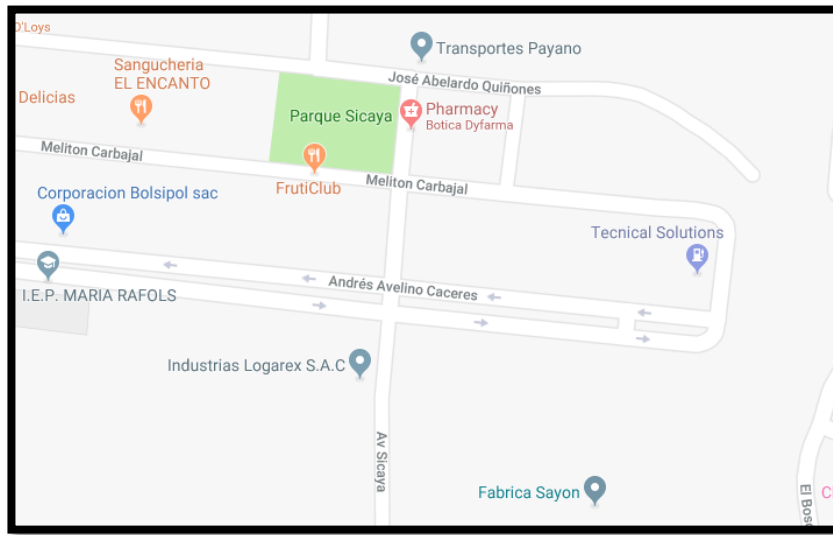 D'Loys
Transportes Payano
Sangucheria
EL ENCANTO
José Abelardo Quiñones
Delicias
Parque Sicaya
Pharmacy
Botica Dyfarma
Meliton Carbajal
FrutiClub
Meliton Carbajal
Corporacion Bolsipol sac
Tecnical Solutions
Andrés Avelino Caceres
I.E.P. MARIA RAFOLS
Industrias Logarex S.A.C
Av Sicaya
Fabrica Sayon
El Bosq